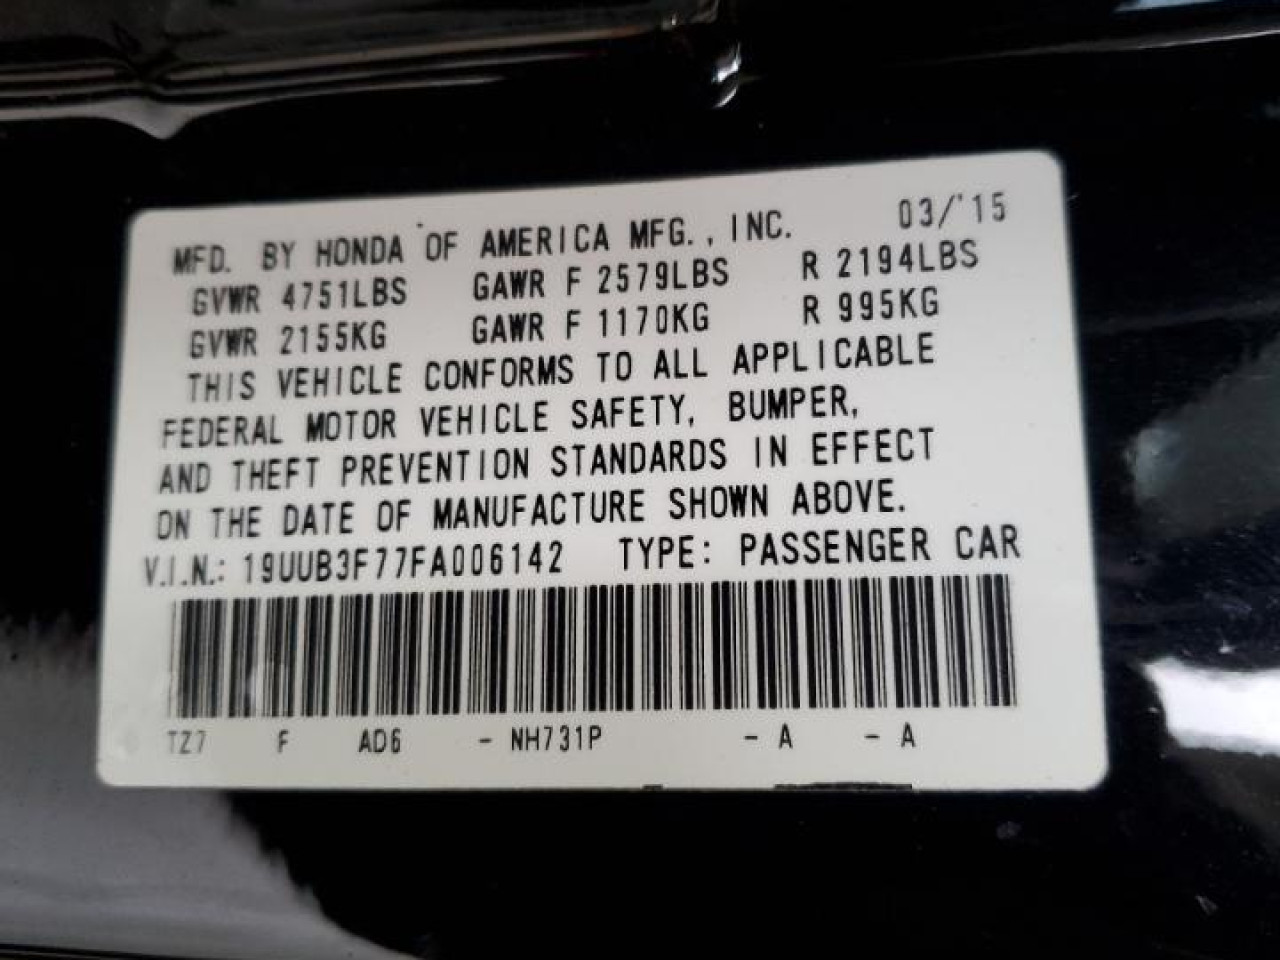 MFD. BY HONDA OF AMERICA MFG., INC. 03/'15
GVWR 4751LBS GAWR F 2579LBS R 2194LBS
GVWR 2155KG GAWR F 1170KG R 995KG
THIS VEHICLE CONFORMS TO ALL APPLICABLE
FEDERAL MOTOR VEHICLE SAFETY, BUMPER,
AND THEFT PREVENTION STANDARDS IN EFFECT
ON THE DATE OF MANUFACTURE SHOWN ABOVE.
V.I.N.: 19UUB3F77FA006142 TYPE: PASSENGER CAR
TZ7 F AD6 - NH731P - A - A